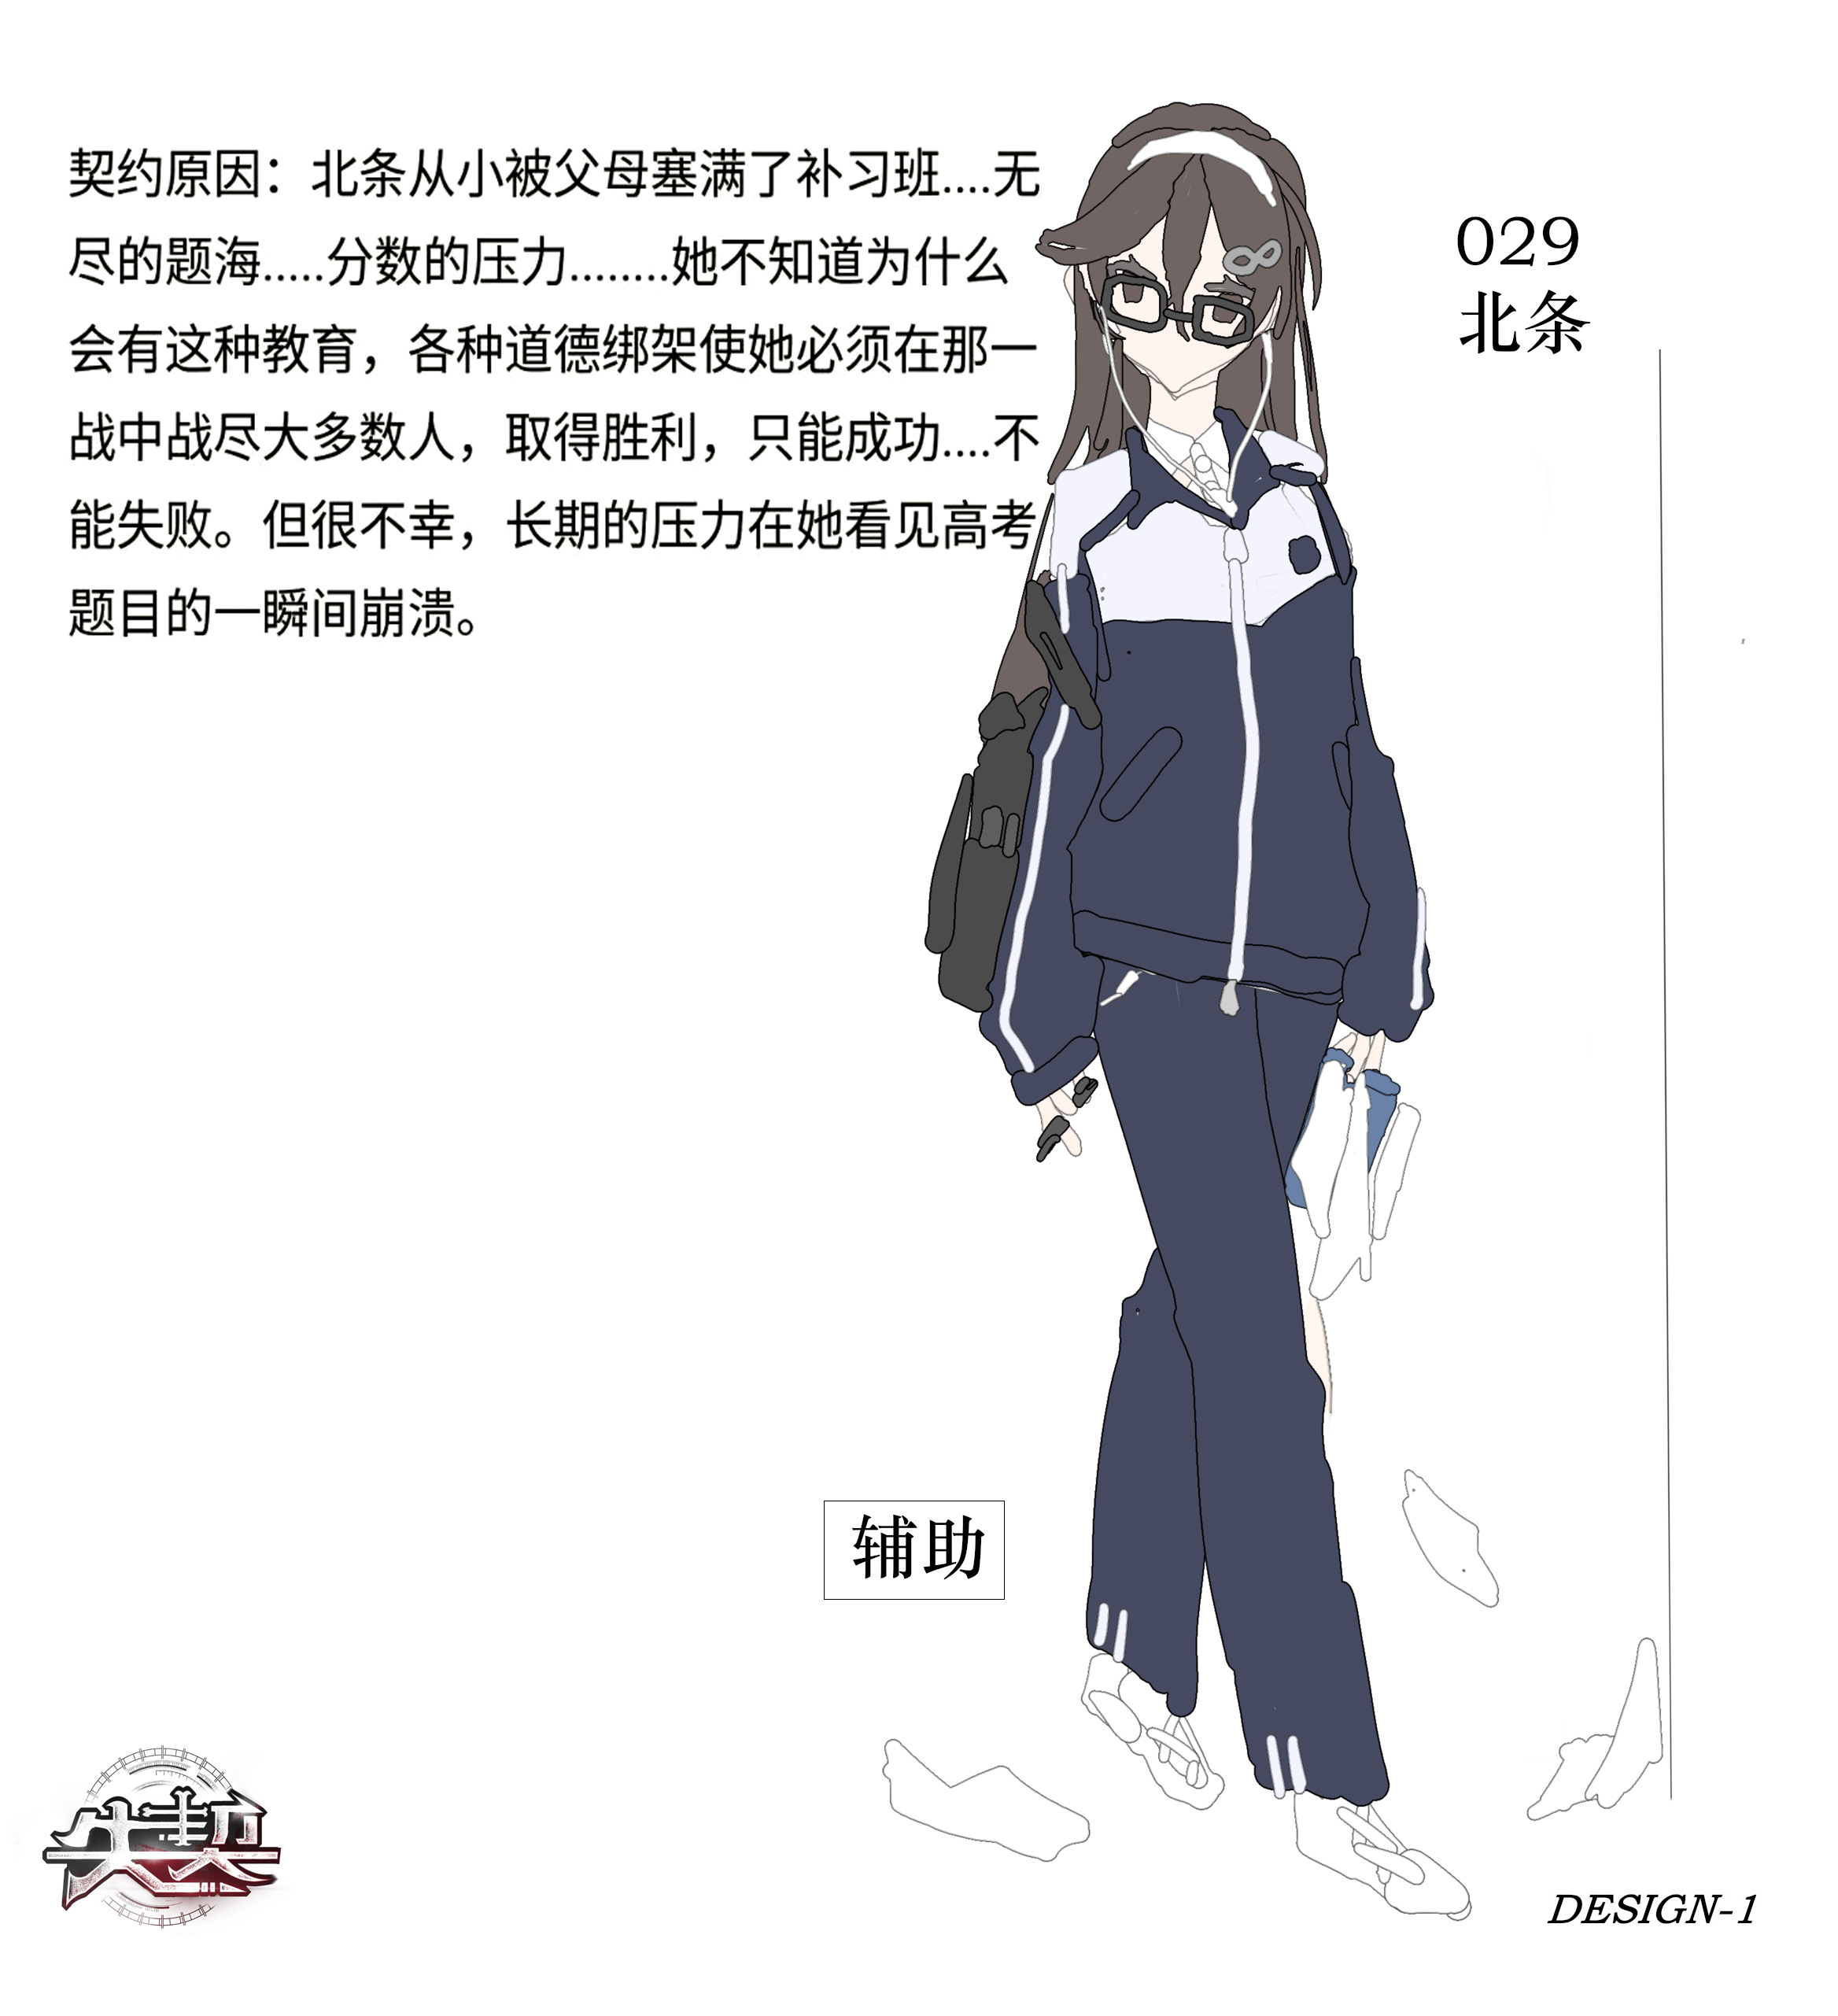 契约原因：北条从小被父母塞满了补习班....无
尽的题海.....分数的压力........她不知道为什么
会有这种教育，各种道德绑架使她必须在那一
战中战尽大多数人，取得胜利，只能成功....不
能失败。但很不幸，长期的压力在她看见高考
题目的一瞬间崩溃。
029
北条
辅助
失契
DESIGN-1